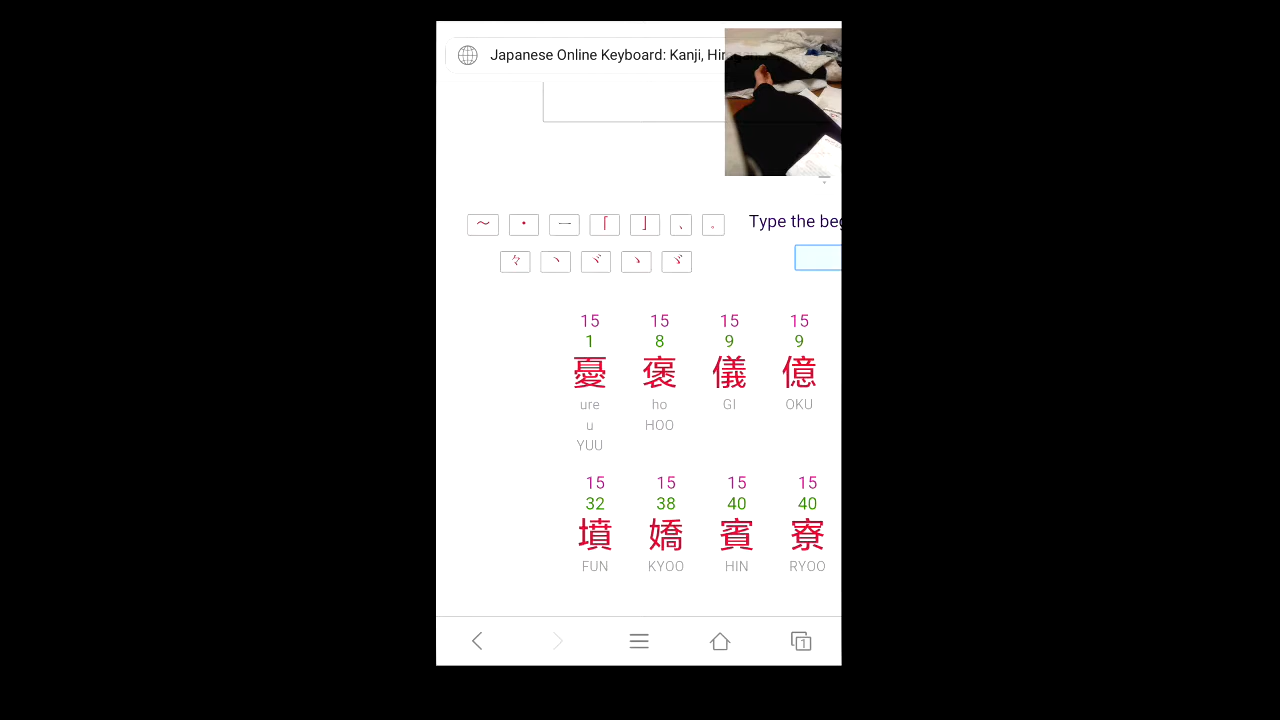 Japanese Online Keyboard: Kanji, Hir
〜 ・ ー 「 」 、 。 Type the beg
々 ヽ ヾ ゝ ゞ
15 15 15 15
1 8 9 9
憂 褒 儀 億
ure ho GI OKU
u HOO
YUU
15 15 15 15
32 38 40 40
墳 嬌 賓 寮
FUN KYOO HIN RYOO
1